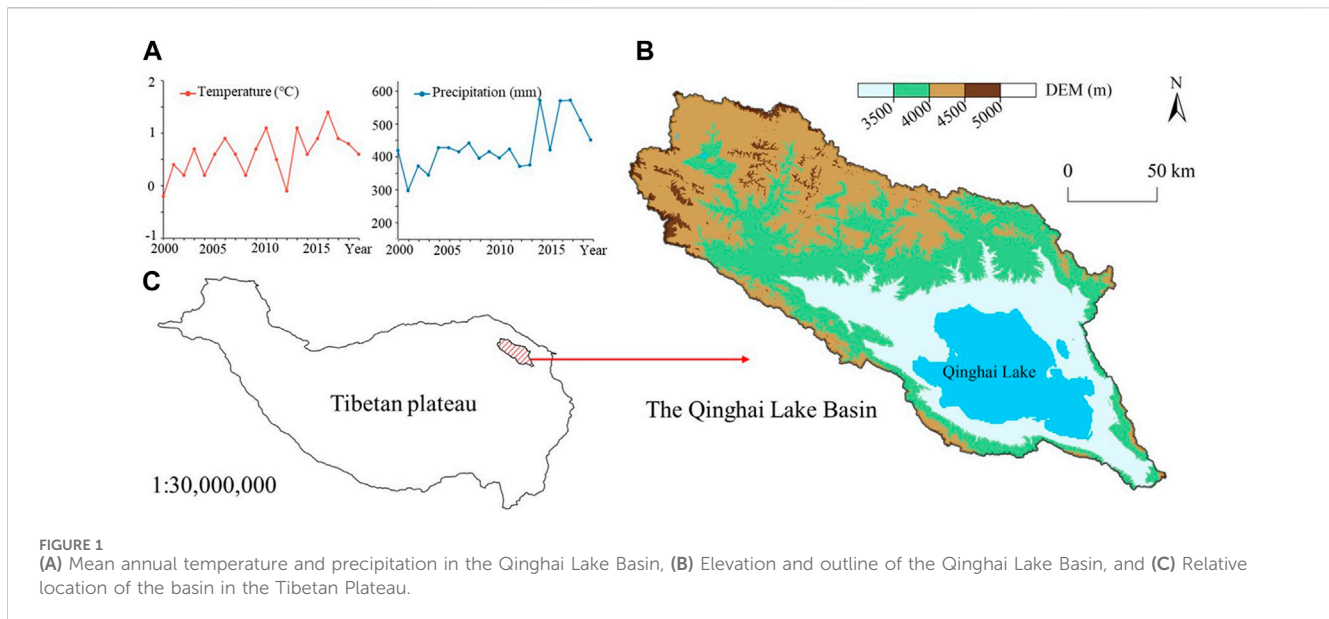 A
2
1
0
-1
Temperature (℃)
2000 2005 2010 2015 Year
600
500
400
300
200
Precipitation (mm)
2000 2005 2010 2015 Year
B
DEM (m)
3500 4000 4500 5000
N
0 50 km
Qinghai Lake
The Qinghai Lake Basin
C
Tibetan plateau
1:30,000,000
FIGURE 1
(A) Mean annual temperature and precipitation in the Qinghai Lake Basin, (B) Elevation and outline of the Qinghai Lake Basin, and (C) Relative
location of the basin in the Tibetan Plateau.